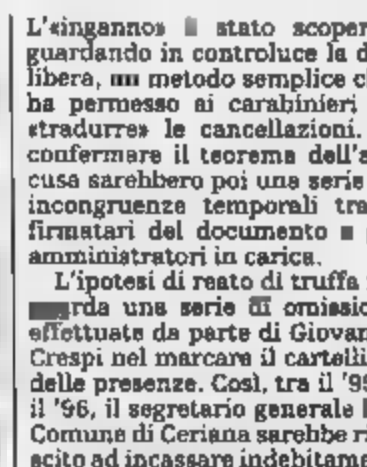 L'«inganno» stato scoper
guardando in controluce la d
libera, metodo semplice c
ha permesso ai carabinieri
«tradurre» le cancellazioni.
confermare il teorema dell'a
cusa sarebbero poi una serie
incongruenze temporali tra
firmatari del documento
amministratori in carica.
L'ipotesi di reato di truffa
una serie di omissio
effettuate da parte di Giovan
Crespi nel marcare il cartelli
delle presenze. Così, tra il '95
il '96, il segretario generale
Comune di Ceriana sarebbe r
scito ad incassare indebitame